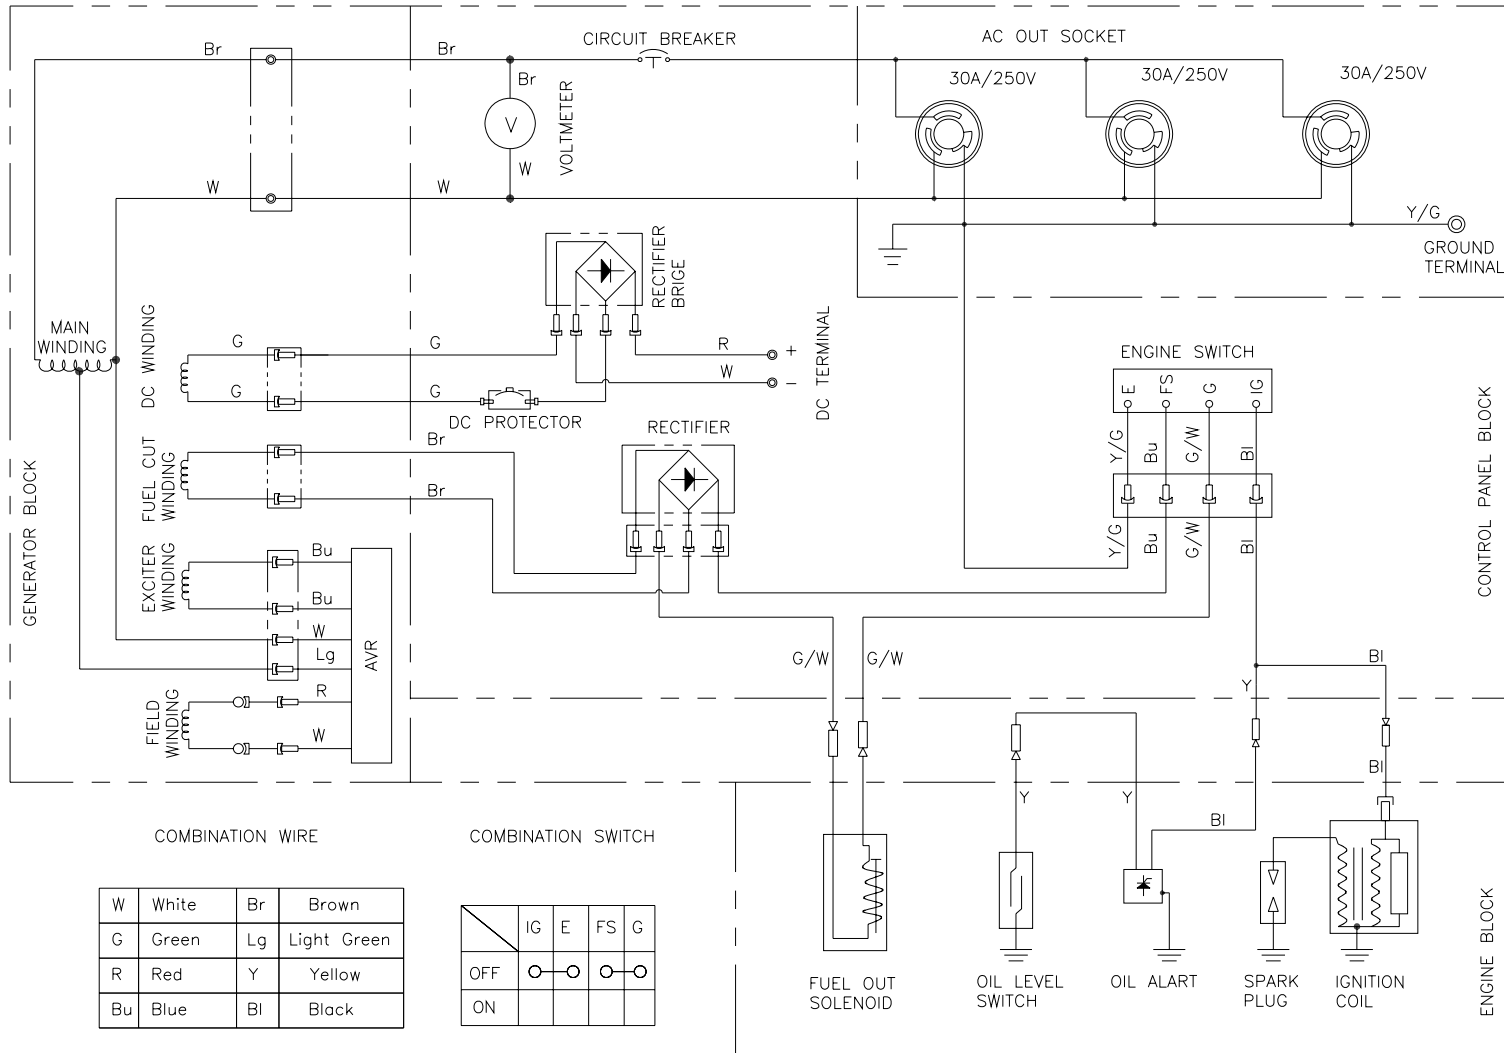 CIRCUIT BREAKER
AC OUT SOCKET
Br
Br
30A/250V
30A/250V
30A/250V
Br
V
VOLTMETER
W
W
W
Y/G
GROUND
TERMINAL
RECTIFIER
BRIGE
MAIN
WINDING
DC WINDING
G
G
R
+
W
−
DC TERMINAL
G
G
DC PROTECTOR
ENGINE SWITCH
E
FS
G
IG
Y/G
Bu
G/W
Bl
Y/G
Bu
G/W
Bl
CONTROL PANEL BLOCK
FUEL CUT
WINDING
Br
Br
RECTIFIER
GENERATOR BLOCK
EXCITER
WINDING
Bu
Bu
W
Lg
AVR
FIELD
WINDING
R
W
G/W
G/W
Bl
Y
Bl
Y
Y
Bl
COMBINATION WIRE
W White Br Brown
G Green Lg Light Green
R Red Y Yellow
Bu Blue Bl Black
COMBINATION SWITCH
IG E FS G
OFF
ON
FUEL OUT
SOLENOID
OIL LEVEL
SWITCH
OIL ALART
SPARK
PLUG
IGNITION
COIL
ENGINE BLOCK